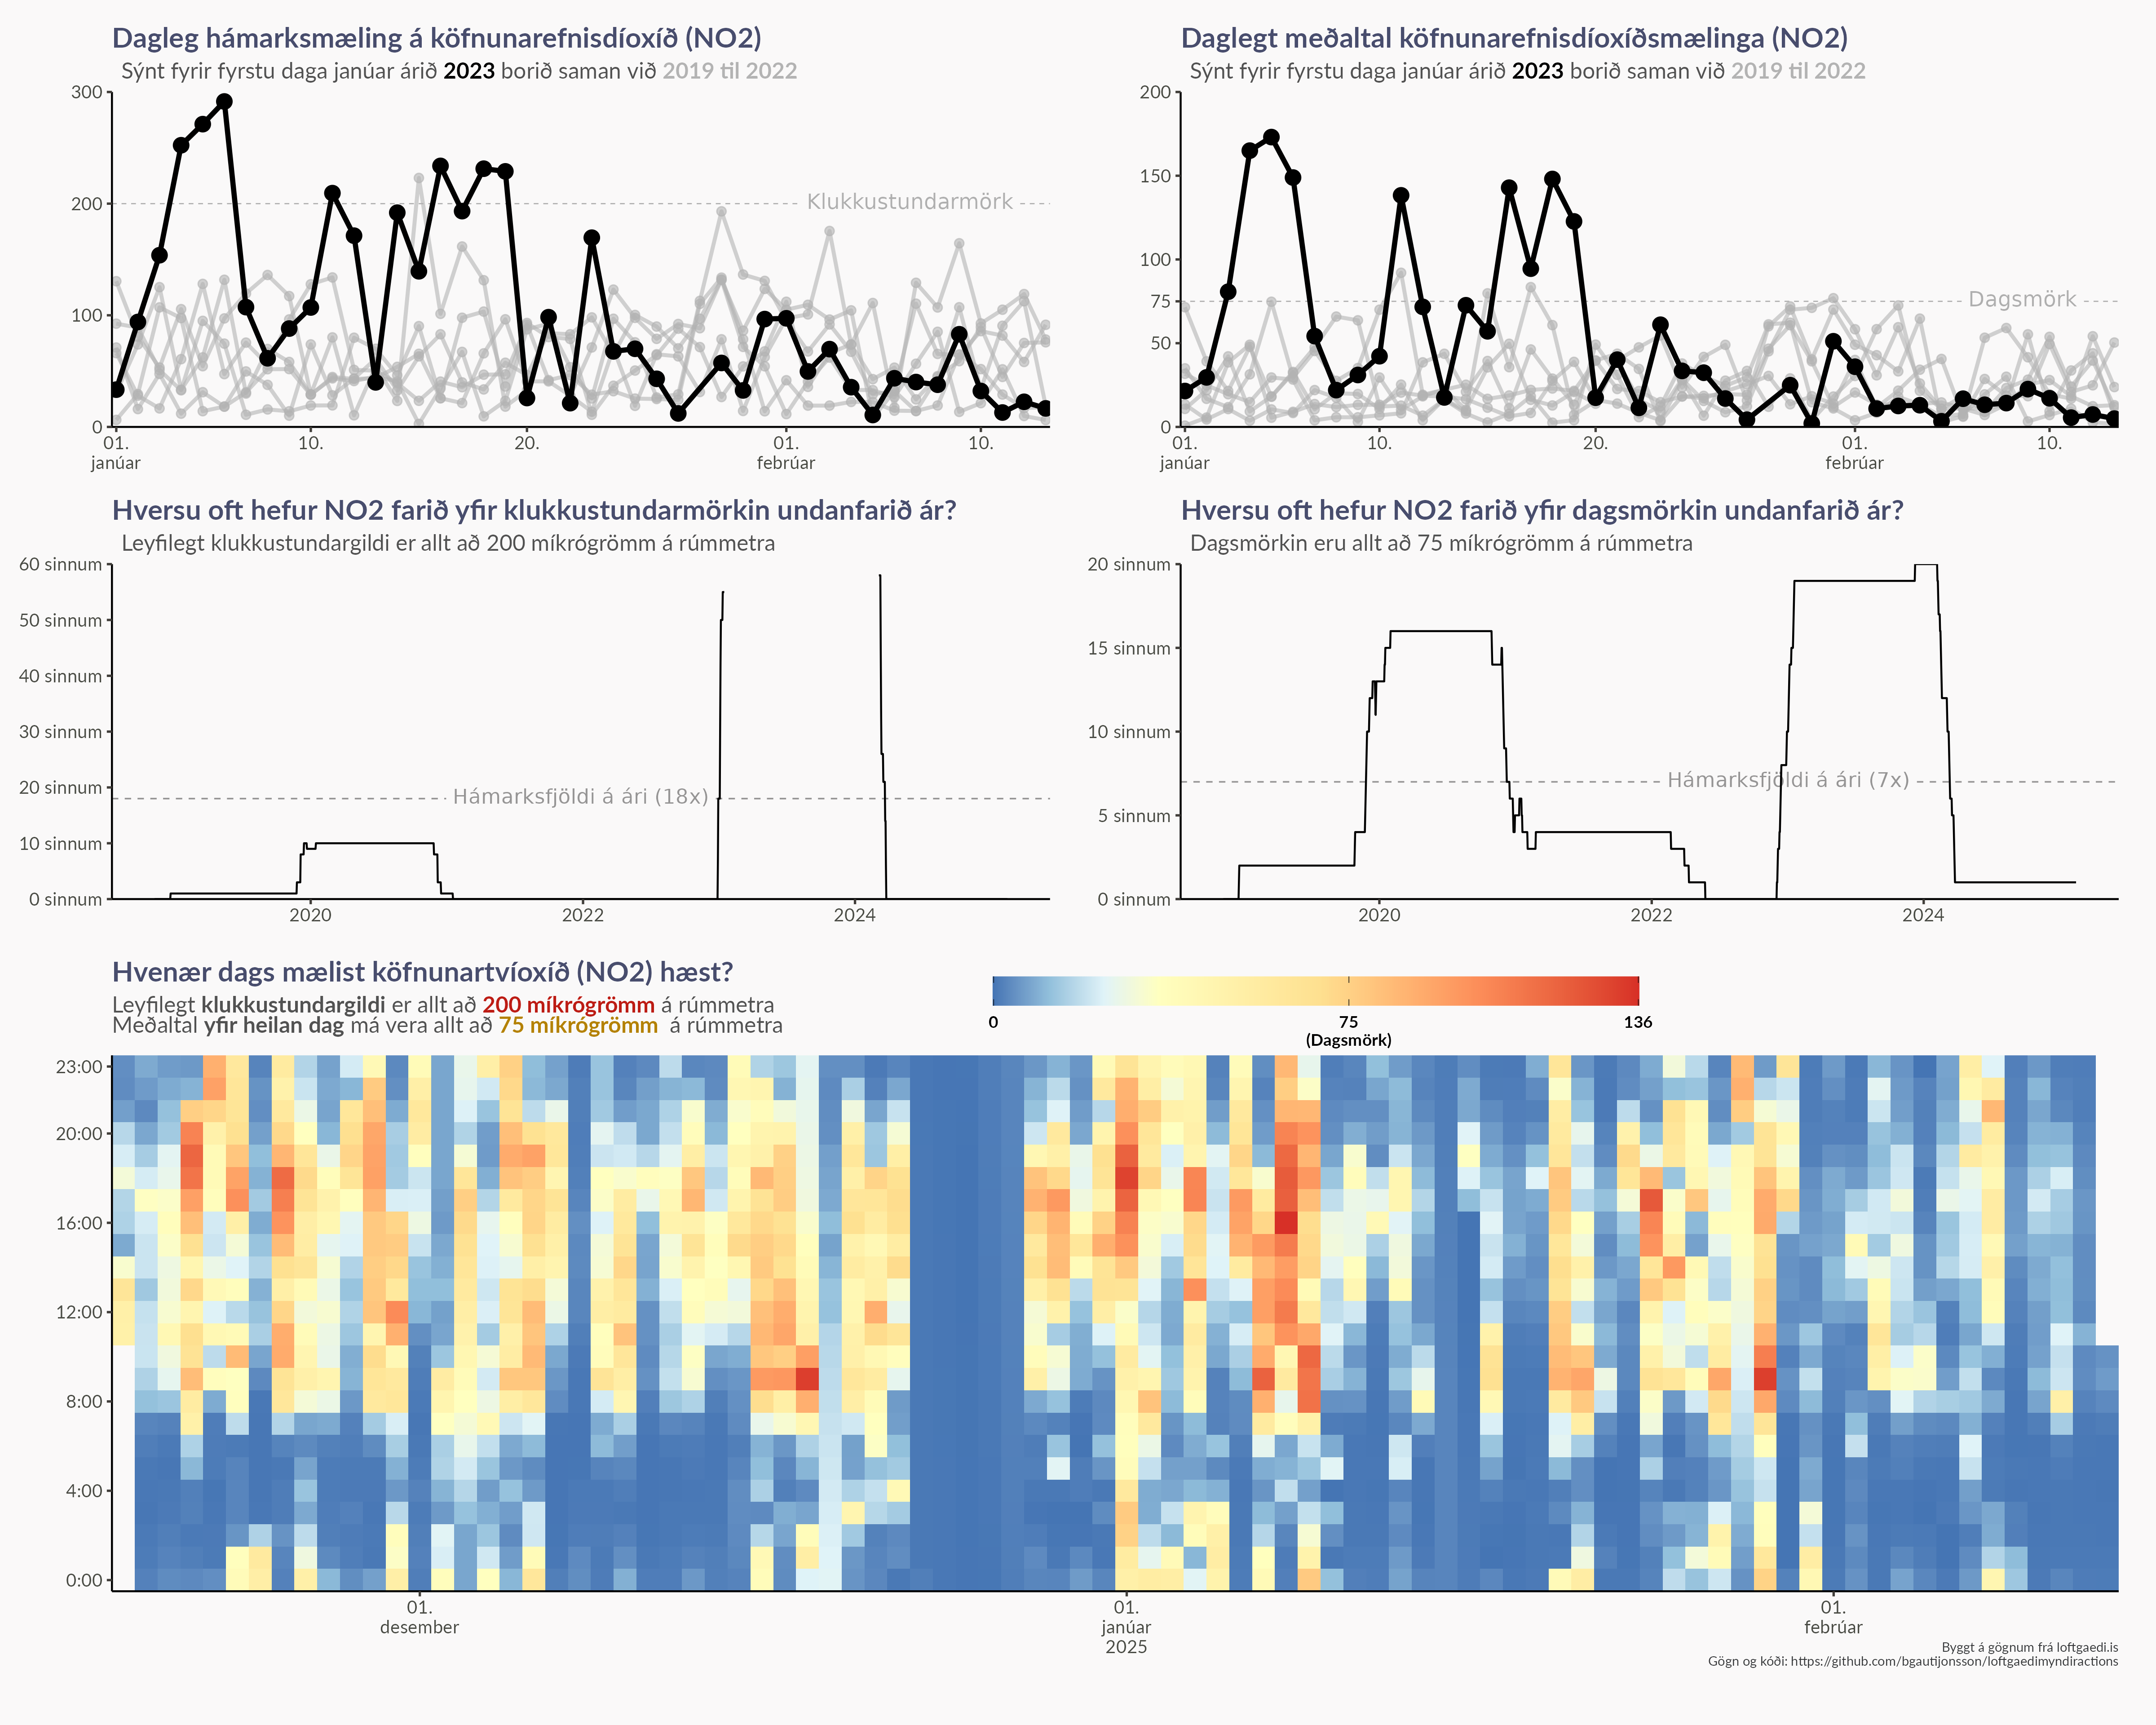 Dagleg hámarksmæling á köfnunarefnisdíoxíð (NO2)
Sýnt fyrir fyrstu daga janúar árið 2023 borið saman við 2019 til 2022
300
200
100
0
Klukkustundarmörk
01.
janúar
10.
20.
01.
febrúar
10.
Daglegt meðaltal köfnunarefnisdíoxíðsmælinga (NO2)
Sýnt fyrir fyrstu daga janúar árið 2023 borið saman við 2019 til 2022
200
150
100
75
50
0
Dagsmörk
01.
janúar
10.
20.
01.
febrúar
10.
Hversu oft hefur NO2 farið yfir klukkustundarmörkin undanfarið ár?
Leyfilegt klukkustundargildi er allt að 200 míkrógrömm á rúmmetra
60 sinnum
50 sinnum
40 sinnum
30 sinnum
20 sinnum
10 sinnum
0 sinnum
Hámarksfjöldi á ári (18x)
2020
2022
2024
Hversu oft hefur NO2 farið yfir dagsmörkin undanfarið ár?
Dagsmörkin eru allt að 75 míkrógrömm á rúmmetra
20 sinnum
15 sinnum
10 sinnum
5 sinnum
0 sinnum
Hámarksfjöldi á ári (7x)
2020
2022
2024
Hvenær dags mælist köfnunartvíoxíð (NO2) hæst?
Leyfilegt klukkustundargildi er allt að 200 míkrógrömm á rúmmetra
Meðaltal yfir heilan dag má vera allt að 75 míkrógrömm á rúmmetra
0
75
(Dagsmörk)
136
23:00
20:00
16:00
12:00
8:00
4:00
0:00
01.
desember
01.
janúar
2025
01.
febrúar
Byggt á gögnum frá loftgaedi.is
Gögn og kóði: https://github.com/bgautijonsson/loftgaedimyndiractions